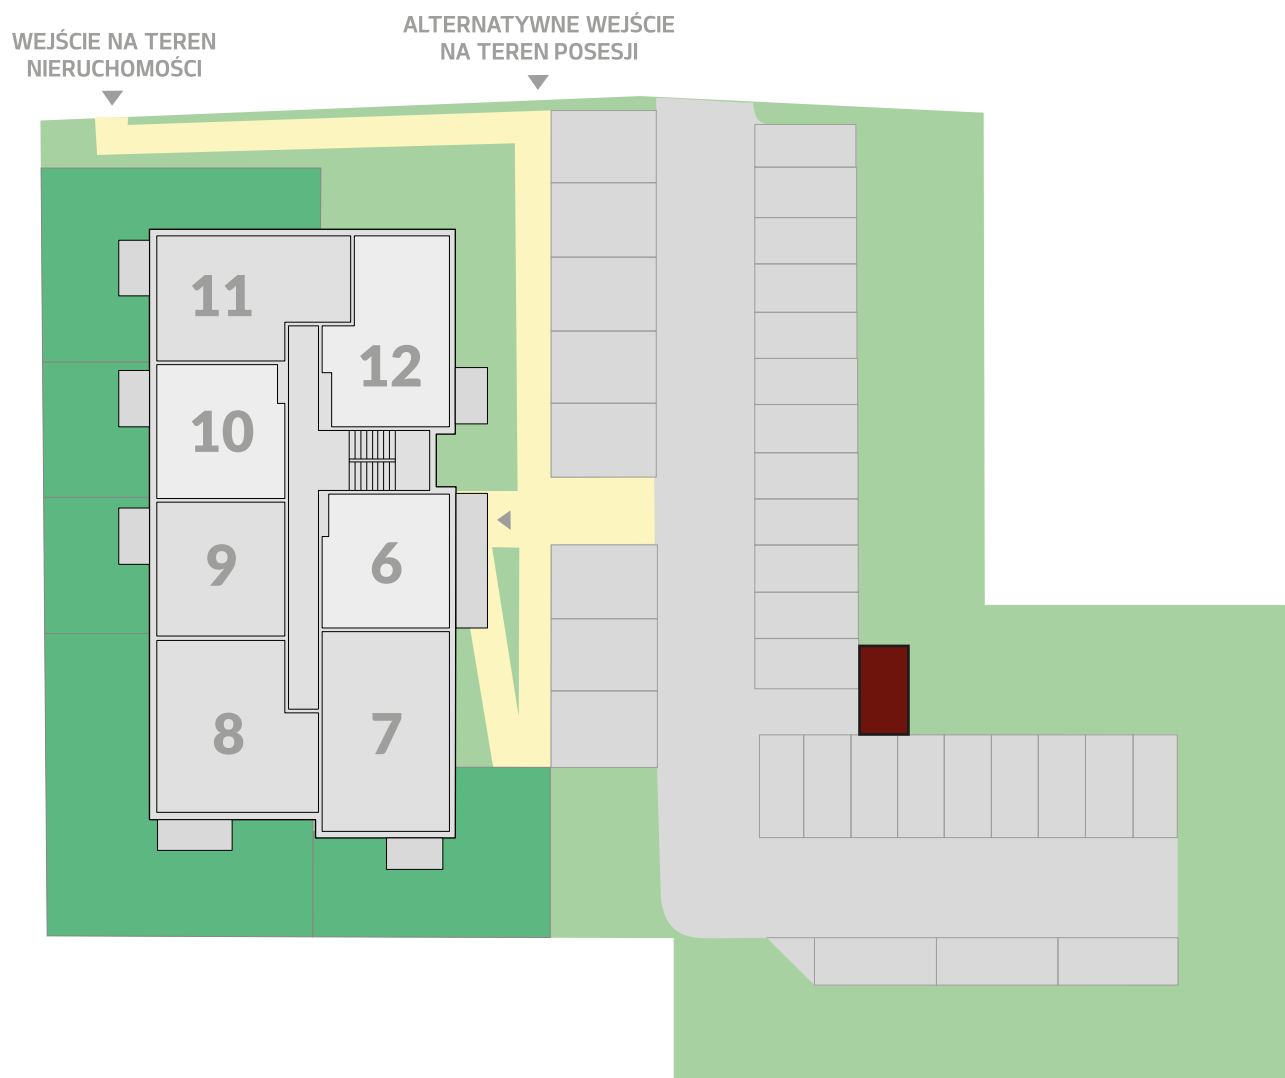 WEJŚCIE NA TEREN
NIERUCHOMOŚCI
ALTERNATYWNE WEJŚCIE
NA TEREN POSESJI
11
12
10
9
6
8
7